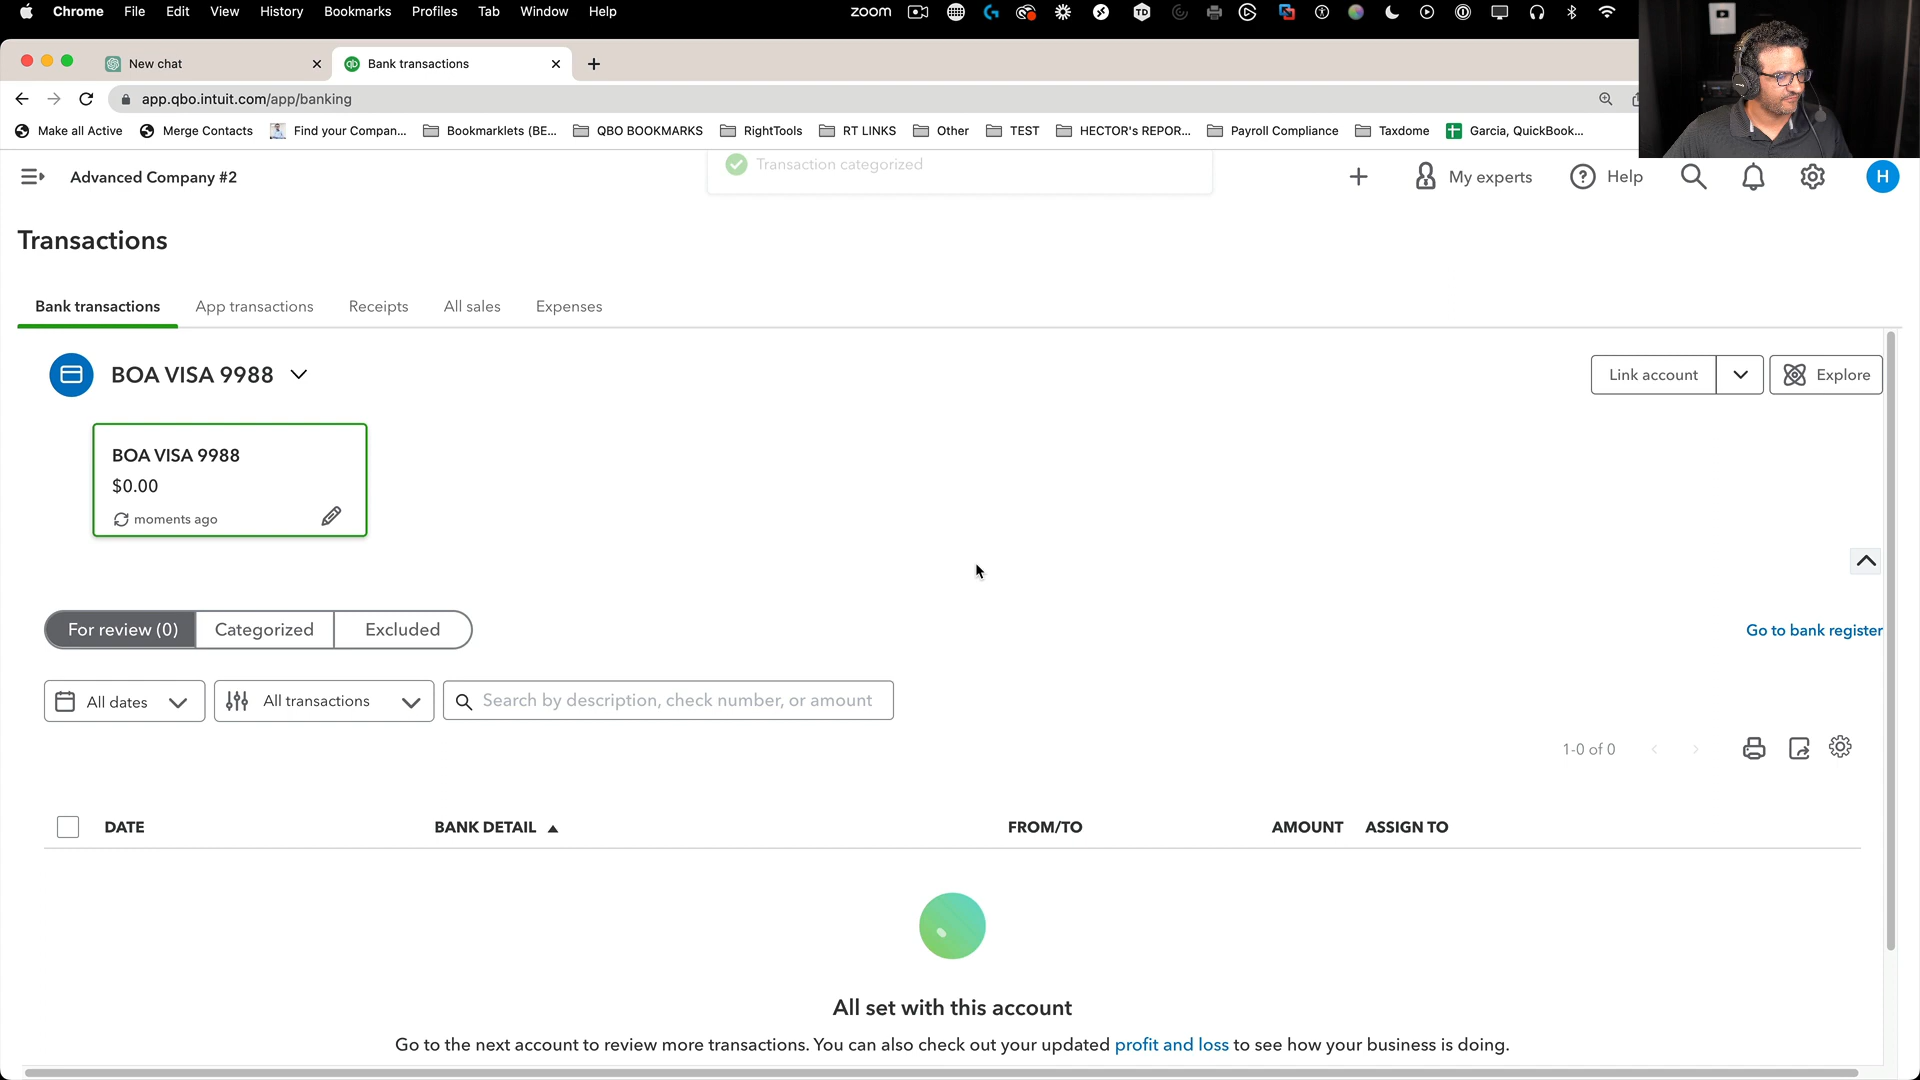 Chrome File Edit View History Bookmarks Profiles Tab Window Help zoom TD
New chat Bank transactions
app.qbo.intuit.com/app/banking
Make all Active Merge Contacts Find your Compan... Bookmarklets (BE... QBO BOOKMARKS RightTools RT LINKS Other TEST HECTOR's REPOR... Payroll Compliance Taxdome Garcia, QuickBook...
Transaction categorized
Advanced Company #2 My experts Help H
Transactions
Bank transactions App transactions Receipts All sales Expenses
BOA VISA 9988 Link account Explore
BOA VISA 9988
$0.00
moments ago
For review (0) Categorized Excluded Go to bank register
All dates All transactions Search by description, check number, or amount
1-0 of 0
DATE BANK DETAIL FROM/TO AMOUNT ASSIGN TO
All set with this account
Go to the next account to review more transactions. You can also check out your updated profit and loss to see how your business is doing.